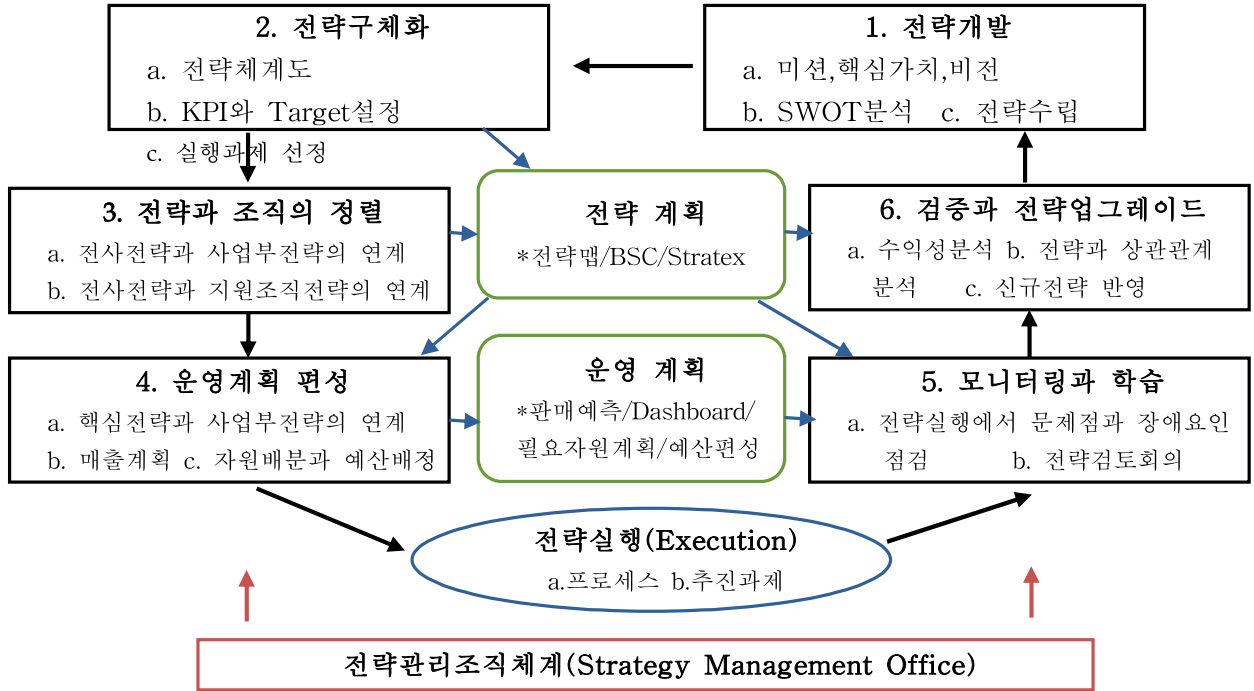 2. 전략구체화
a. 전략체계도
b. KPI와 Target설정
c. 실행과제 선정
1. 전략개발
a. 미션,핵심가치,비전
b. SWOT분석 c. 전략수립
3. 전략과 조직의 정렬
a. 전사전략과 사업부전략의 연계
b. 전사전략과 지원조직전략의 연계
전략 계획
*전략맵/BSC/Stratex
6. 검증과 전략업그레이드
a. 수익성분석 b. 전략과 상관관계
분석 c. 신규전략 반영
4. 운영계획 편성
a. 핵심전략과 사업부전략의 연계
b. 매출계획 c. 자원배분과 예산배정
운영 계획
*판매예측/Dashboard/
필요자원계획/예산편성
5. 모니터링과 학습
a. 전략실행에서 문제점과 장애요인
점검 b. 전략검토회의
전략실행(Execution)
a.프로세스 b.추진과제
전략관리조직체계(Strategy Management Office)